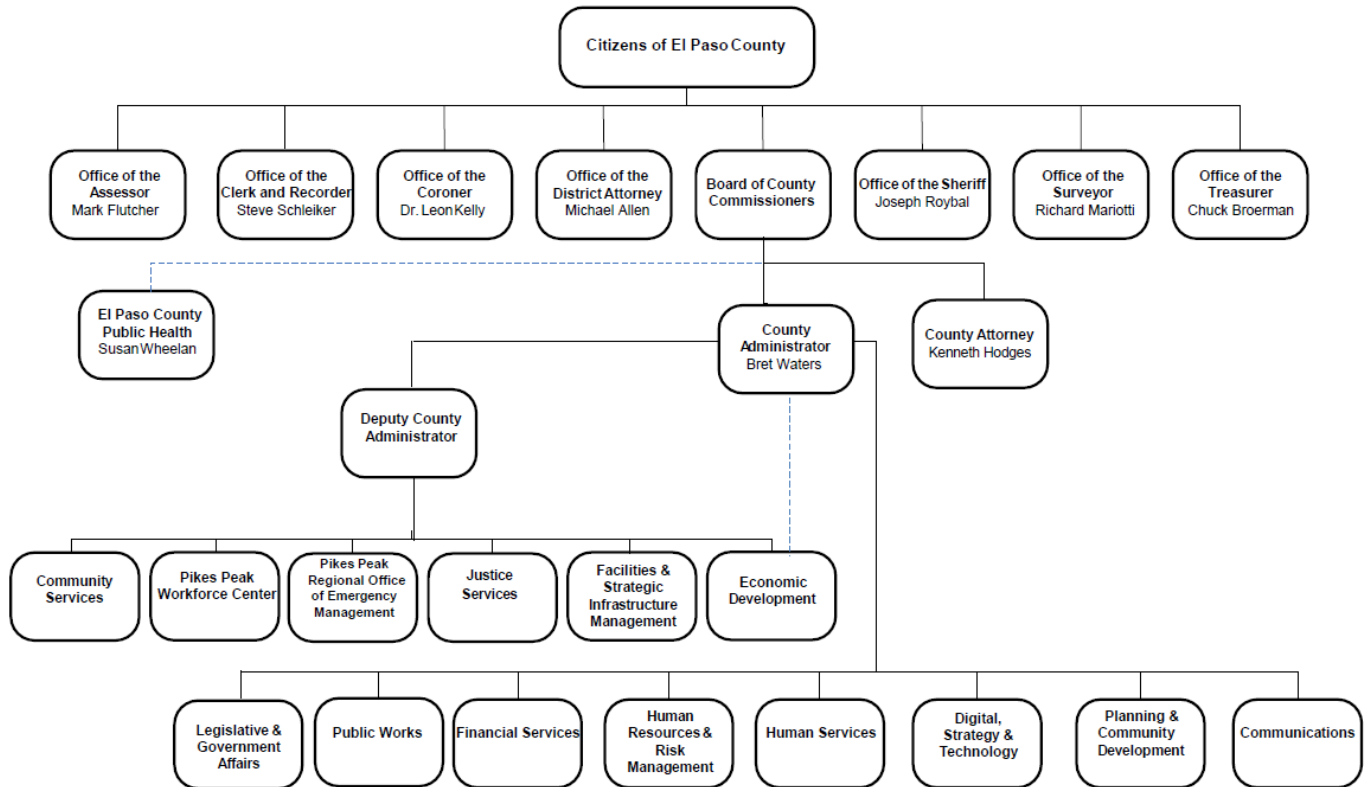 Citizens of El Paso County
Office of the
Assessor
Mark Flutcher
Office of the
Clerk and Recorder
Steve Schleiker
Office of the
Coroner
Dr. Leon Kelly
Office of the
District Attorney
Michael Allen
Board of County
Commissioners
Office of the Sheriff
Joseph Roybal
Office of the
Surveyor
Richard Mariotti
Office of the
Treasurer
Chuck Broerman
El Paso County
Public Health
Susan Wheelan
County
Administrator
Bret Waters
County Attorney
Kenneth Hodges
Deputy County
Administrator
Community
Services
Pikes Peak
Workforce Center
Pikes Peak
Regional Office
of Emergency
Management
Justice
Services
Facilities &
Strategic
Infrastructure
Management
Economic
Development
Legislative &
Government
Affairs
Public Works
Financial Services
Human
Resources &
Risk
Management
Human Services
Digital,
Strategy &
Technology
Planning &
Community
Development
Communications